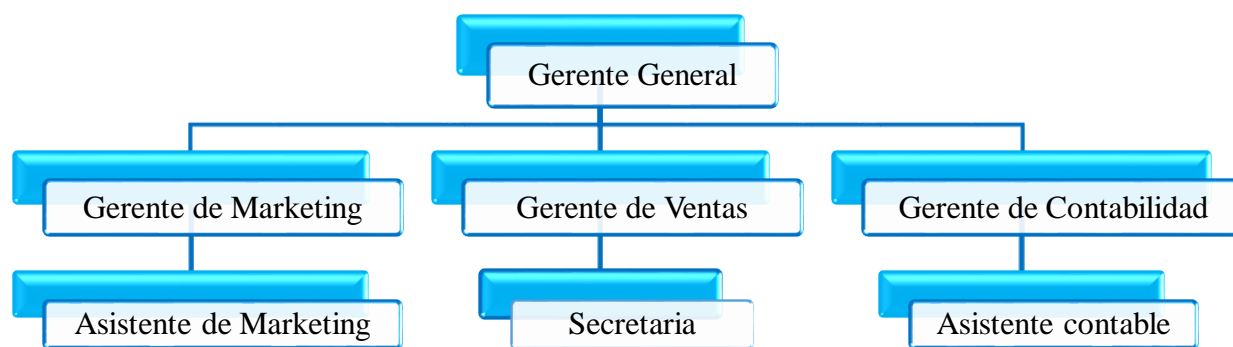 Gerente General
Gerente de Marketing
Gerente de Ventas
Gerente de Contabilidad
Asistente de Marketing
Secretaria
Asistente contable